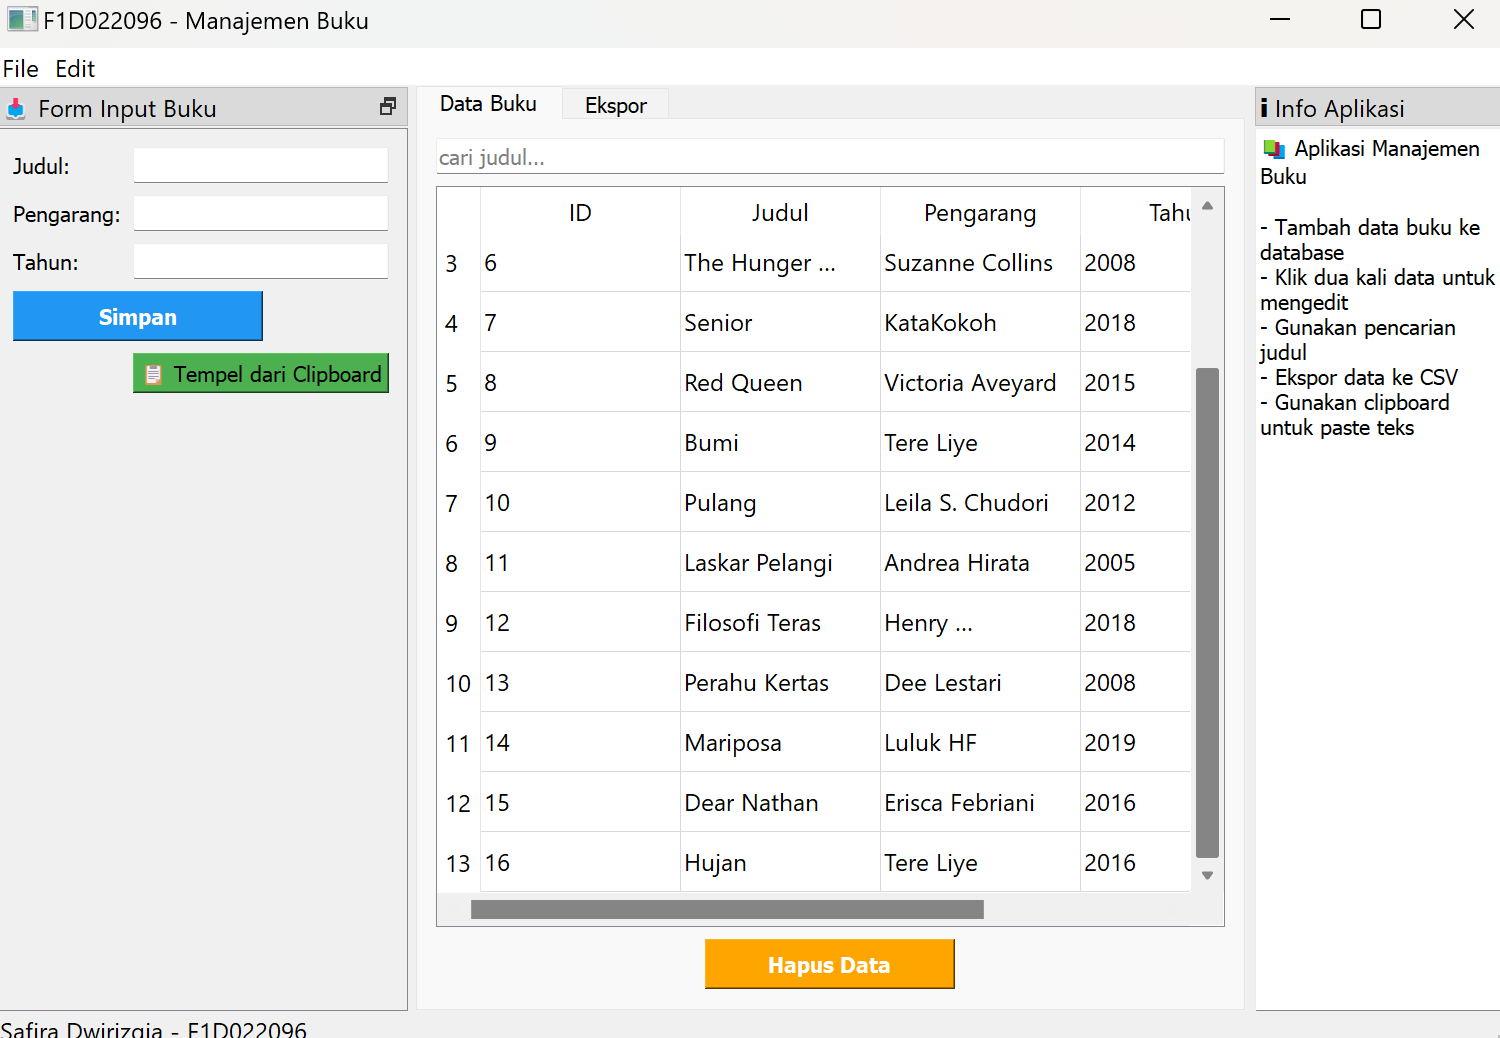 F1D022096 - Manajemen Buku
File Edit
Form Input Buku
Judul:
Pengarang:
Tahun:
Simpan
Tempel dari Clipboard
Data Buku Ekspor
cari judul...
ID Judul Pengarang Tahu
3 6 The Hunger ... Suzanne Collins 2008
4 7 Senior KataKokoh 2018
5 8 Red Queen Victoria Aveyard 2015
6 9 Bumi Tere Liye 2014
7 10 Pulang Leila S. Chudori 2012
8 11 Laskar Pelangi Andrea Hirata 2005
9 12 Filosofi Teras Henry ... 2018
10 13 Perahu Kertas Dee Lestari 2008
11 14 Mariposa Luluk HF 2019
12 15 Dear Nathan Erisca Febriani 2016
13 16 Hujan Tere Liye 2016
Hapus Data
Info Aplikasi
Aplikasi Manajemen
Buku
- Tambah data buku ke
database
- Klik dua kali data untuk
mengedit
- Gunakan pencarian
judul
- Ekspor data ke CSV
- Gunakan clipboard
untuk paste teks
Safira Dwirizqia - F1D022096